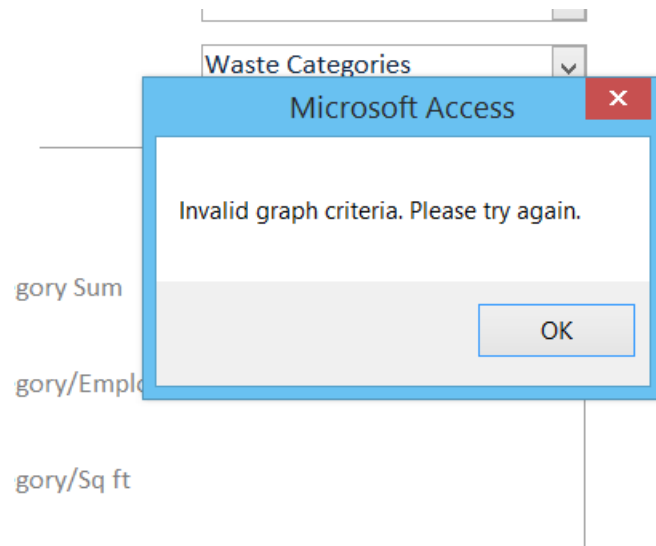 Waste Categories
Microsoft Access
Invalid graph criteria. Please try again.
gory Sum
OK
gory/Emplo
gory/Sq ft